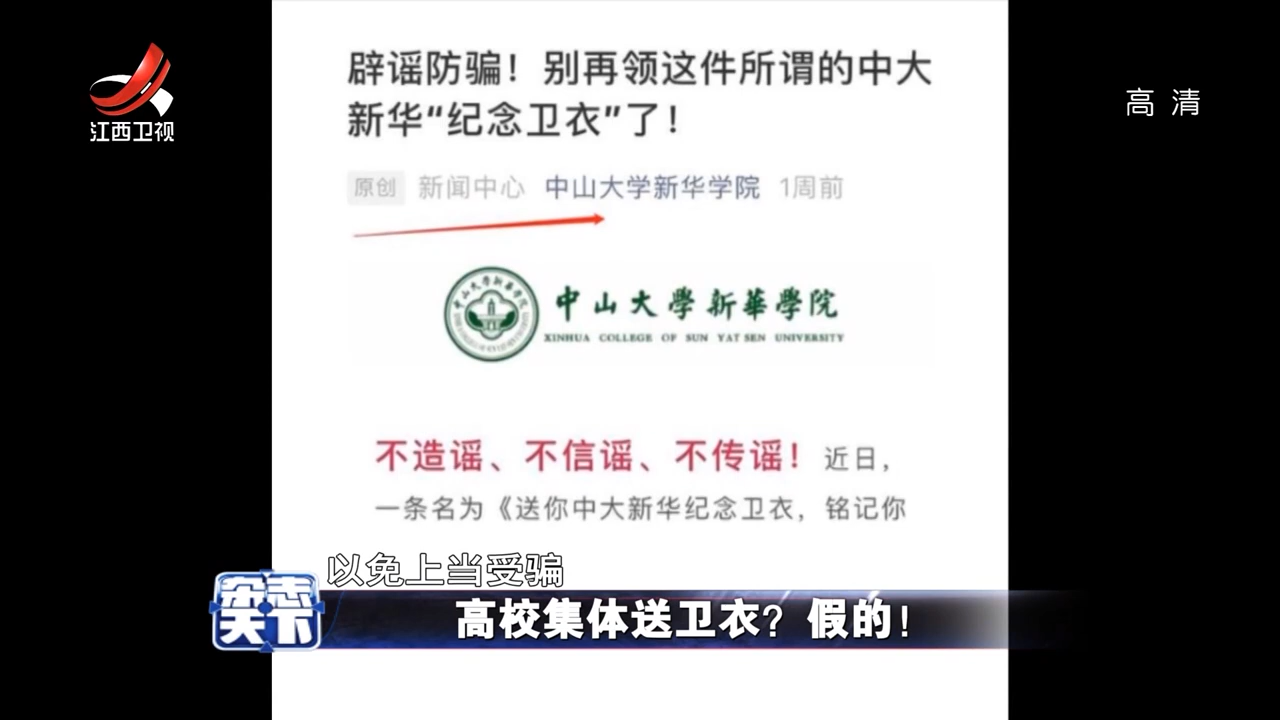 江西卫视
高清
辟谣防骗！别再领这件所谓的中大
新华“纪念卫衣”了！
原创 新闻中心 中山大学新华学院 1周前
中山大學新華學院
XINHUA COLLEGE OF SUN YAT SEN UNIVERSITY
不造谣、不信谣、不传谣！近日，
一条名为《送你中大新华纪念卫衣，铭记你
以免上当受骗
杂志天下
高校集体送卫衣？假的！